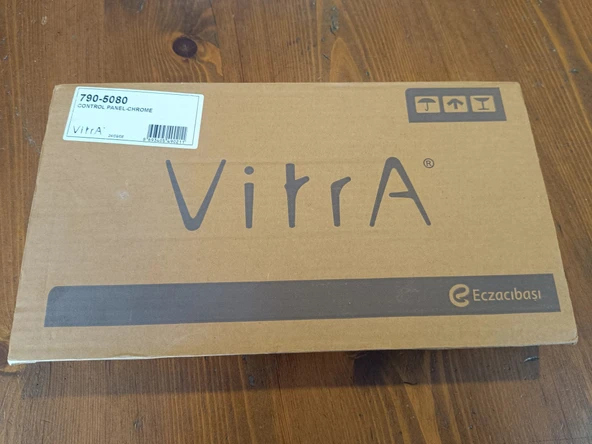 790-5080
CONTROL PANEL-CHROME
VitrA
VitrA®
Eczacıbaşı